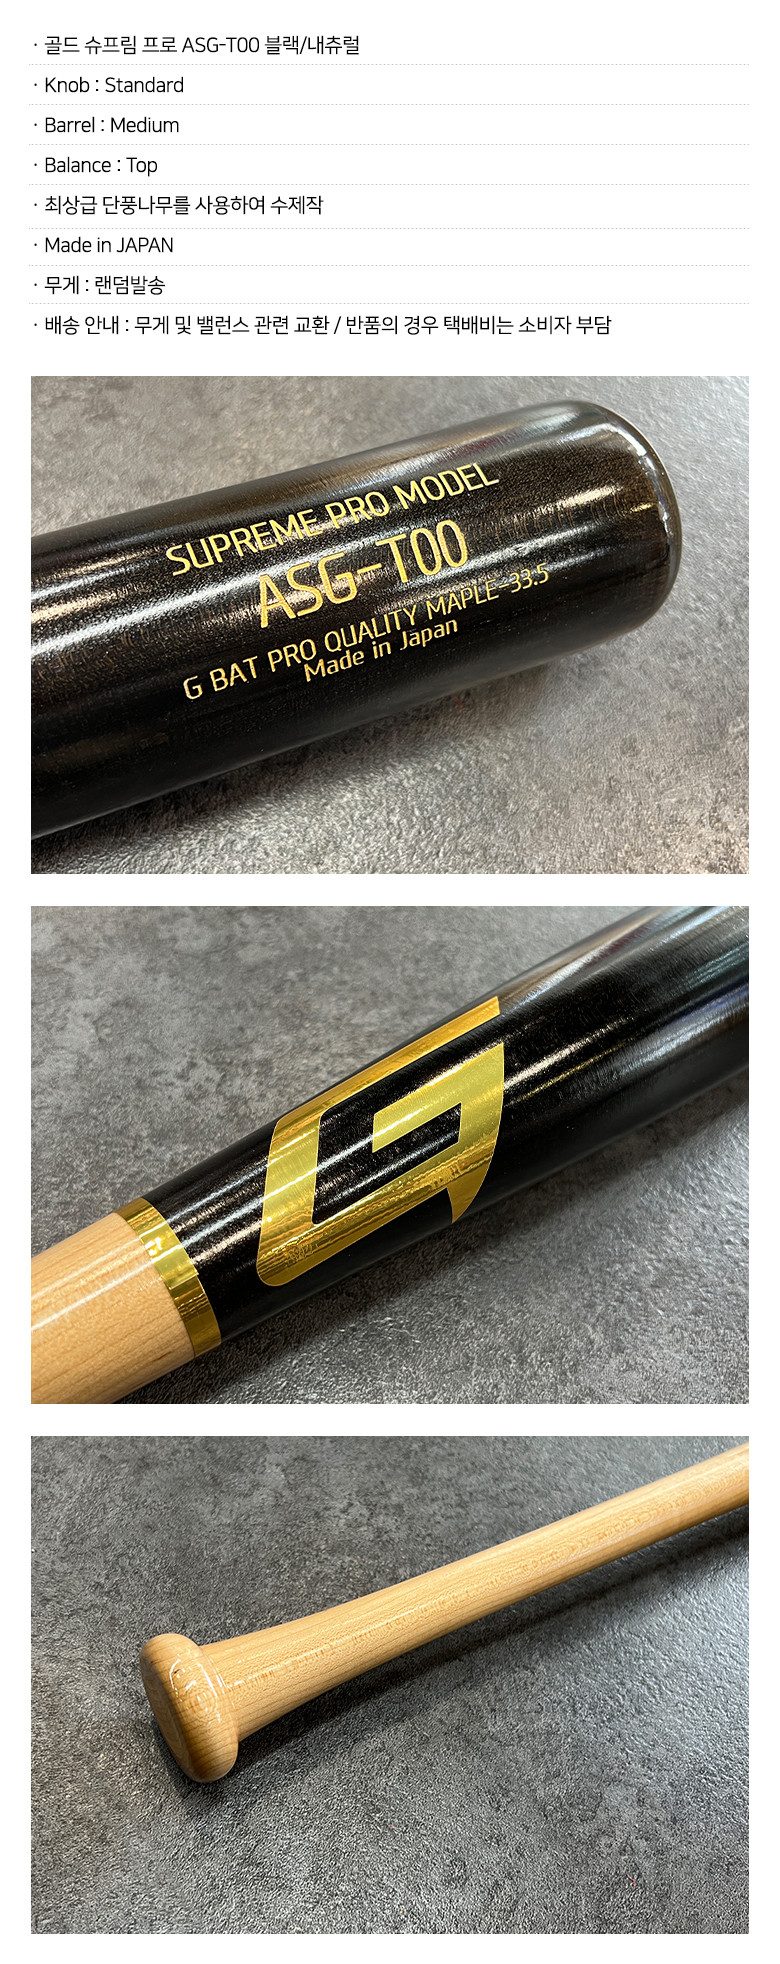 · 골드 슈프림 프로 ASG-T00 블랙/내츄럴
· Knob : Standard
· Barrel : Medium
· Balance : Top
· 최상급 단풍나무를 사용하여 수제작
· Made in JAPAN
· 무게 : 랜덤발송
· 배송 안내 : 무게 및 밸런스 관련 교환 / 반품의 경우 택배비는 소비자 부담
SUPREME PRO MODEL
ASG-T00
G BAT PRO QUALITY MAPLE-33.5
Made in Japan